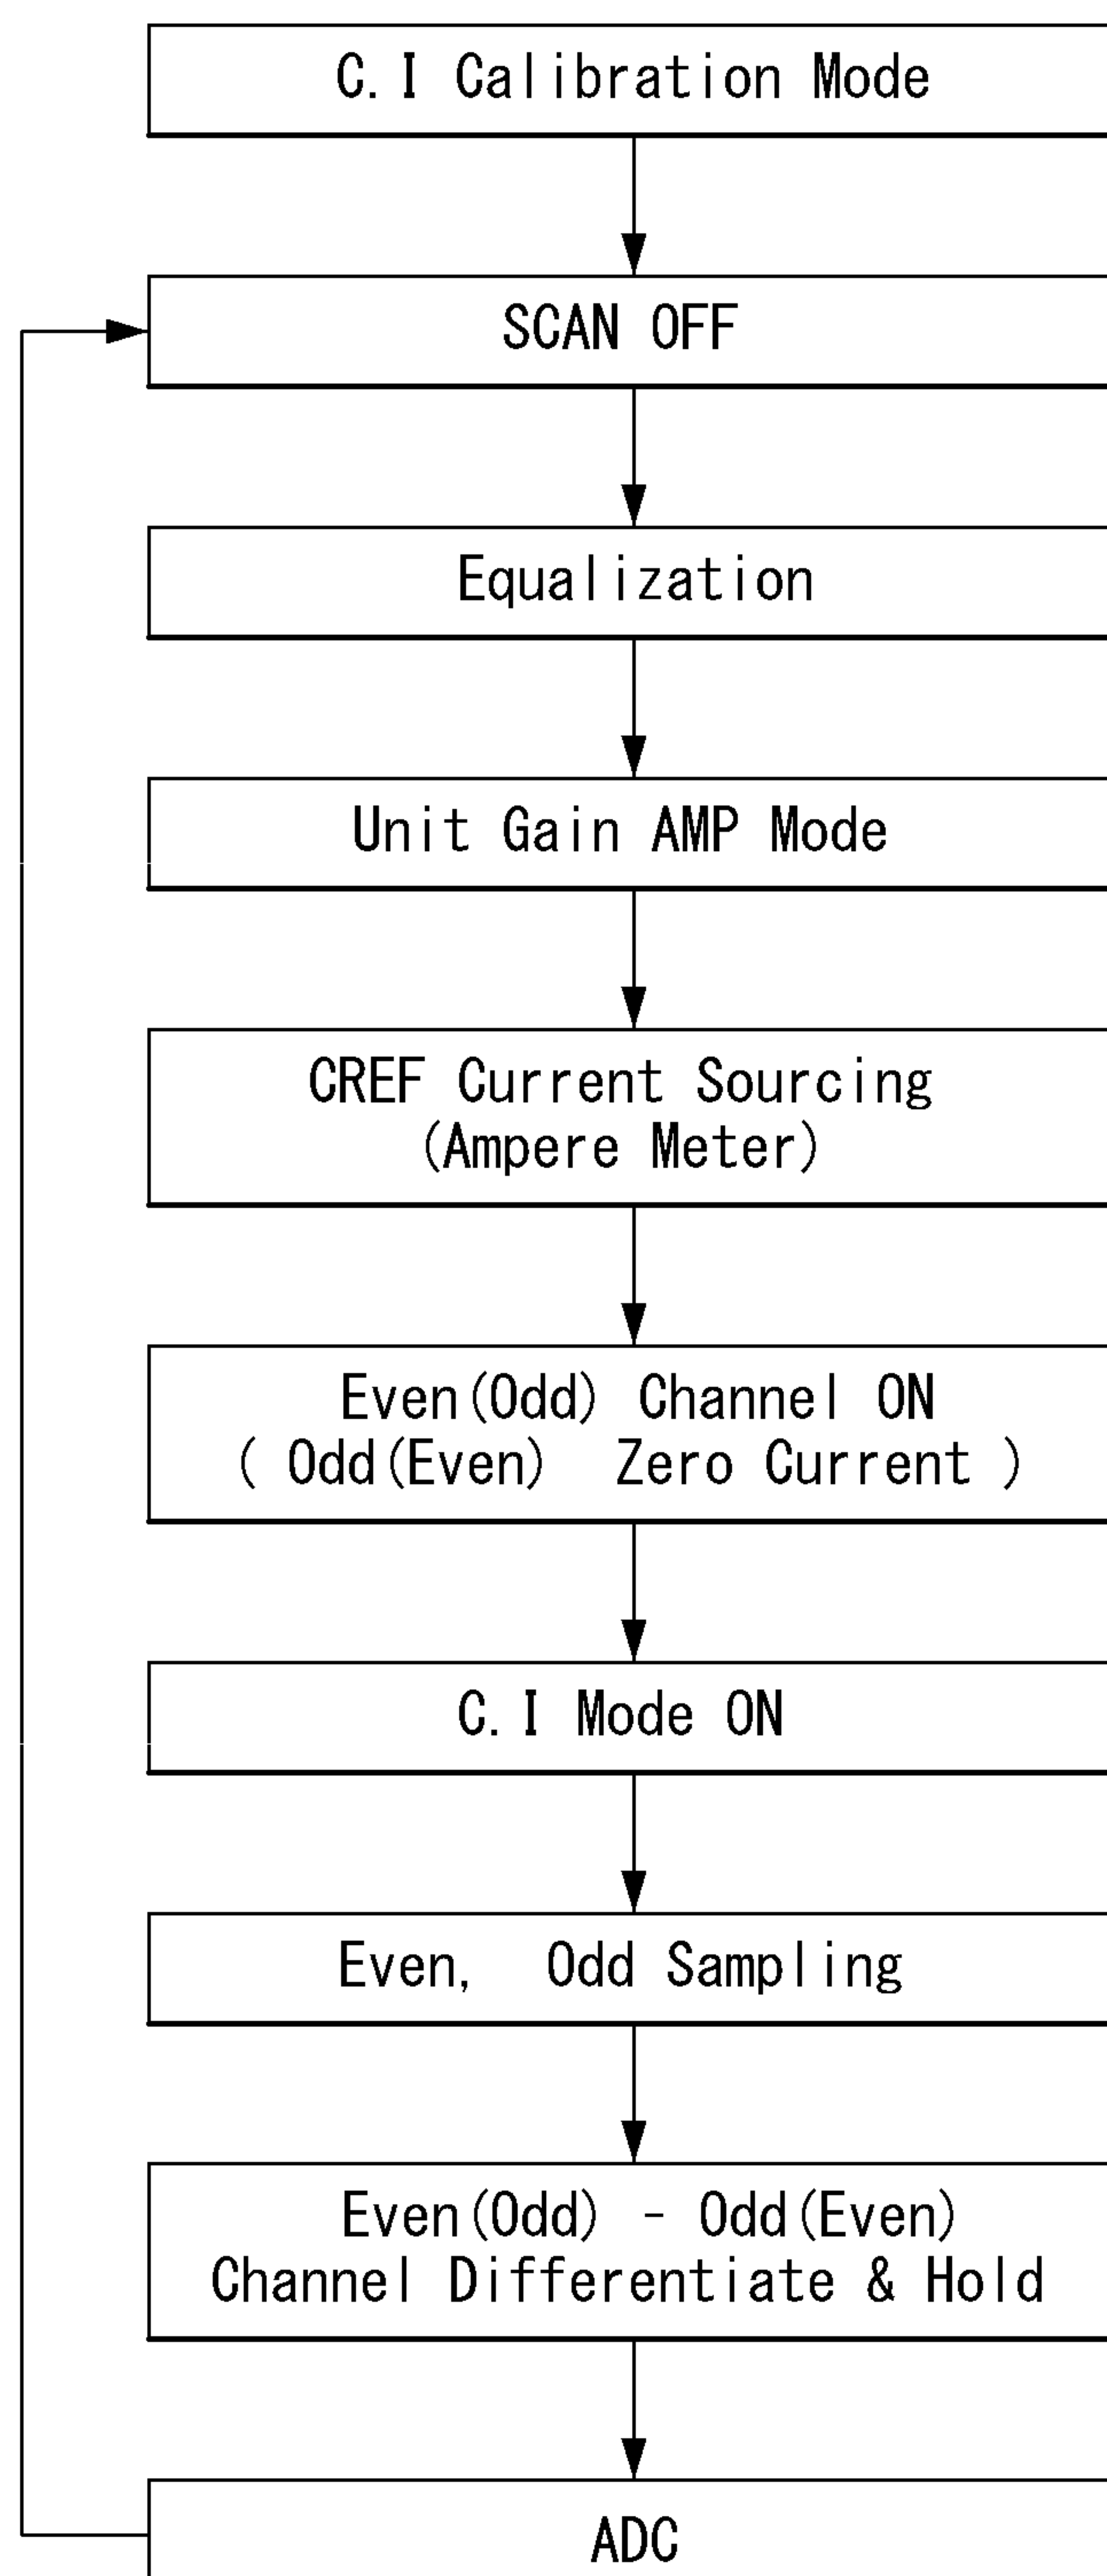 C.I Calibration Mode
SCAN OFF
Equalization
Unit Gain AMP Mode
CREF Current Sourcing
(Ampere Meter)
Even(Odd) Channel ON
( Odd(Even) Zero Current )
C.I Mode ON
Even, Odd Sampling
Even(Odd) - Odd(Even)
Channel Differentiate & Hold
ADC